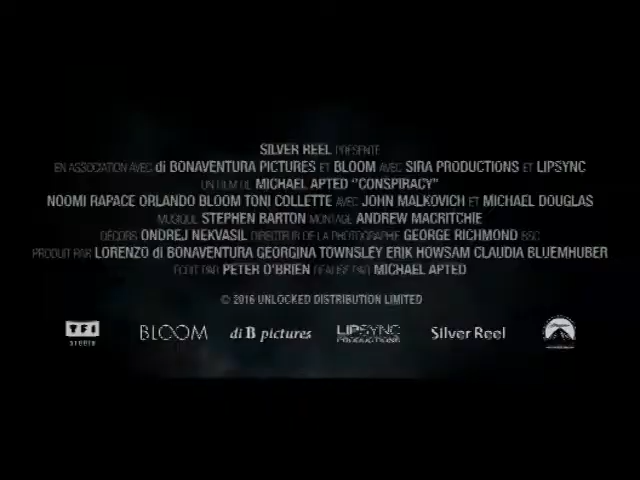 SILVER REEL PRÉSENTE
EN ASSOCIATION AVEC di BONAVENTURA PICTURES ET BLOOM AVEC SIRA PRODUCTIONS ET LIPSYNC
UN FILM DE MICHAEL APTED "CONSPIRACY"
NOOMI RAPACE ORLANDO BLOOM TONI COLLETTE AVEC JOHN MALKOVICH ET MICHAEL DOUGLAS
MUSIQUE STEPHEN BARTON MONTAGE ANDREW MACRITCHIE
DÉCORS ONDREJ NEKVASIL DIRECTEUR DE LA PHOTOGRAPHIE GEORGE RICHMOND BSC
PRODUIT PAR LORENZO di BONAVENTURA GEORGINA TOWNSLEY ERIK HOWSAM CLAUDIA BLUEMHUBER
ÉCRIT PAR PETER O'BRIEN RÉALISÉ PAR MICHAEL APTED
© 2016 UNLOCKED DISTRIBUTION LIMITED
TF1 STUDIO BLOOM di B pictures LIPSYNC PRODUCTIONS Silver Reel